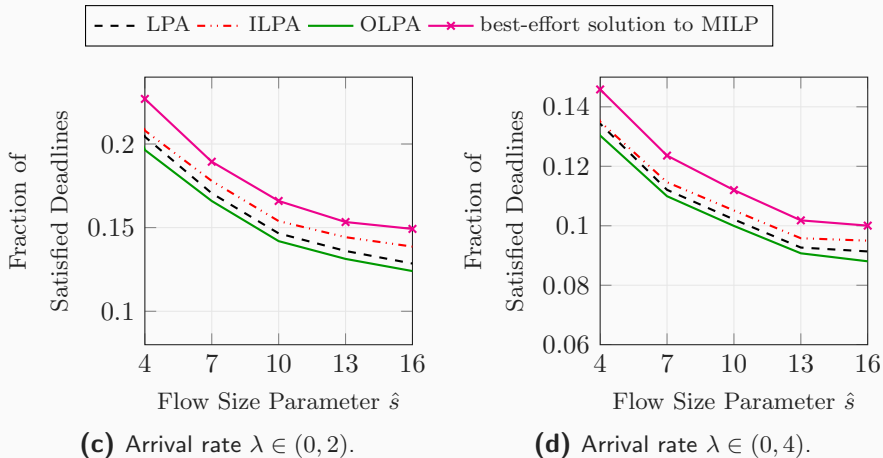 LPA ILPA OLPA best-effort solution to MILP
Fraction of
Satisfied Deadlines
0.2
0.15
0.1
4 7 10 13 16
Flow Size Parameter ŝ
(c) Arrival rate λ ∈ (0, 2).
Fraction of
Satisfied Deadlines
0.14
0.12
0.1
0.08
0.06
4 7 10 13 16
Flow Size Parameter ŝ
(d) Arrival rate λ ∈ (0, 4).